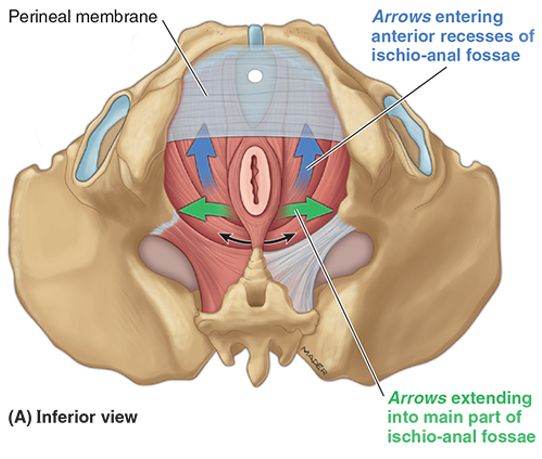 Perineal membrane
Arrows entering
anterior recesses of
ischio-anal fossae
MADER
(A) Inferior view
Arrows extending
into main part of
ischio-anal fossae